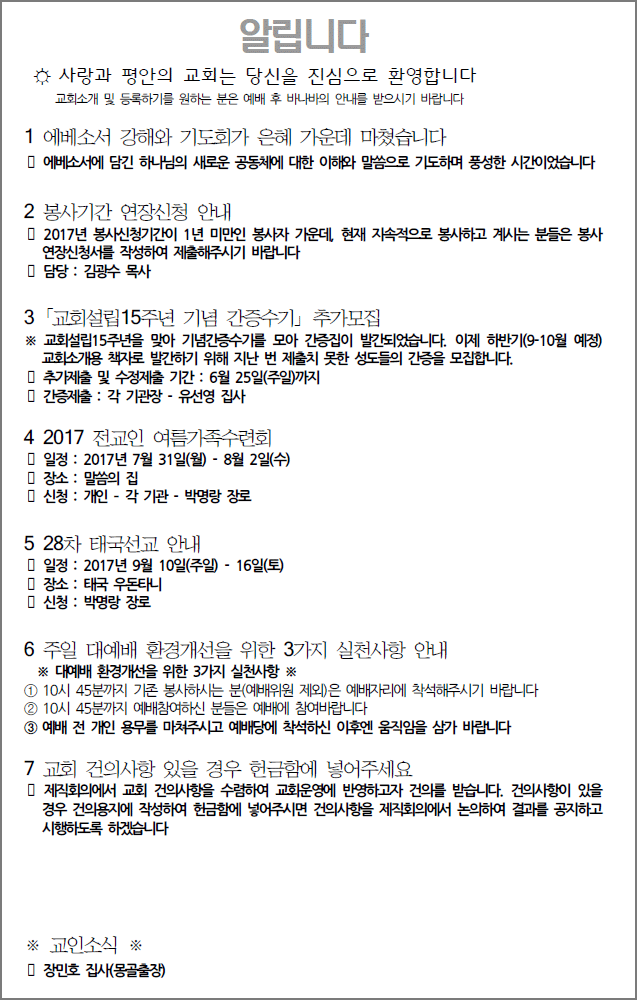 알립니다
☼ 사랑과 평안의 교회는 당신을 진심으로 환영합니다
교회소개 및 등록하기를 원하는 분은 예배 후 바나바의 안내를 받으시기 바랍니다
1 에베소서 강해와 기도회가 은혜 가운데 마쳤습니다
▯ 에베소서에 담긴 하나님의 새로운 공동체에 대한 이해와 말씀으로 기도하며 풍성한 시간이었습니다
2 봉사기간 연장신청 안내
▯ 2017년 봉사신청기간이 1년 미만인 봉사자 가운데, 현재 지속적으로 봉사하고 계시는 분들은 봉사
연장신청서를 작성하여 제출해주시기 바랍니다
▯ 담당 : 김광수 목사
3 「교회설립15주년 기념 간증수기」 추가모집
※ 교회설립15주년을 맞아 기념간증수기를 모아 간증집이 발간되었습니다. 이제 하반기(9-10월 예정)
교회소개용 책자로 발간하기 위해 지난 번 제출치 못한 성도들의 간증을 모집합니다.
▯ 추가제출 및 수정제출 기간 : 6월 25일(주일)까지
▯ 간증제출 : 각 기관장 - 유선영 집사
4 2017 전교인 여름가족수련회
▯ 일정 : 2017년 7월 31일(월) - 8월 2일(수)
▯ 장소 : 말씀의 집
▯ 신청 : 개인 - 각 기관 - 박명랑 장로
5 28차 태국선교 안내
▯ 일정 : 2017년 9월 10일(주일) - 16일(토)
▯ 장소 : 태국 우돈타니
▯ 신청 : 박명랑 장로
6 주일 대예배 환경개선을 위한 3가지 실천사항 안내
※ 대예배 환경개선을 위한 3가지 실천사항 ※
① 10시 45분까지 기존 봉사하시는 분(예배위원 제외)은 예배자리에 착석해주시기 바랍니다
② 10시 45분까지 예배참여하신 분들은 예배에 참여바랍니다
③ 예배 전 개인 용무를 마쳐주시고 예배당에 착석하신 이후엔 움직임을 삼가 바랍니다
7 교회 건의사항 있을 경우 헌금함에 넣어주세요
▯ 제직회의에서 교회 건의사항을 수렴하여 교회운영에 반영하고자 건의를 받습니다. 건의사항이 있을
경우 건의용지에 작성하여 헌금함에 넣어주시면 건의사항을 제직회의에서 논의하여 결과를 공지하고
시행하도록 하겠습니다
※ 교인소식 ※
▯ 장민호 집사(몽골출장)